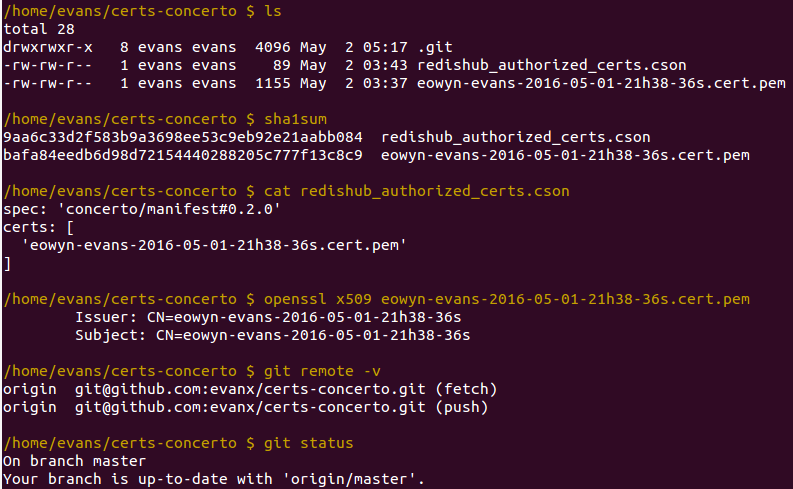 /home/evans/certs-concerto $ ls
total 28
drwxrwxr-x   8 evans evans  4096 May  2 05:17 .git
-rw-rw-r--   1 evans evans    89 May  2 03:43 redishub_authorized_certs.cson
-rw-rw-r--   1 evans evans  1155 May  2 03:37 eowyn-evans-2016-05-01-21h38-36s.cert.pem
/home/evans/certs-concerto $ sha1sum
9aa6c33d2f583b9a3698ee53c9eb92e21aabb084  redishub_authorized_certs.cson
bafa84eedb6d98d72154440288205c777f13c8c9  eowyn-evans-2016-05-01-21h38-36s.cert.pem
/home/evans/certs-concerto $ cat redishub_authorized_certs.cson
spec: 'concerto/manifest#0.2.0'
certs: [
  'eowyn-evans-2016-05-01-21h38-36s.cert.pem'
]
/home/evans/certs-concerto $ openssl x509 eowyn-evans-2016-05-01-21h38-36s.cert.pem
        Issuer: CN=eowyn-evans-2016-05-01-21h38-36s
        Subject: CN=eowyn-evans-2016-05-01-21h38-36s
/home/evans/certs-concerto $ git remote -v
origin  git@github.com:evanx/certs-concerto.git (fetch)
origin  git@github.com:evanx/certs-concerto.git (push)
/home/evans/certs-concerto $ git status
On branch master
Your branch is up-to-date with 'origin/master'.